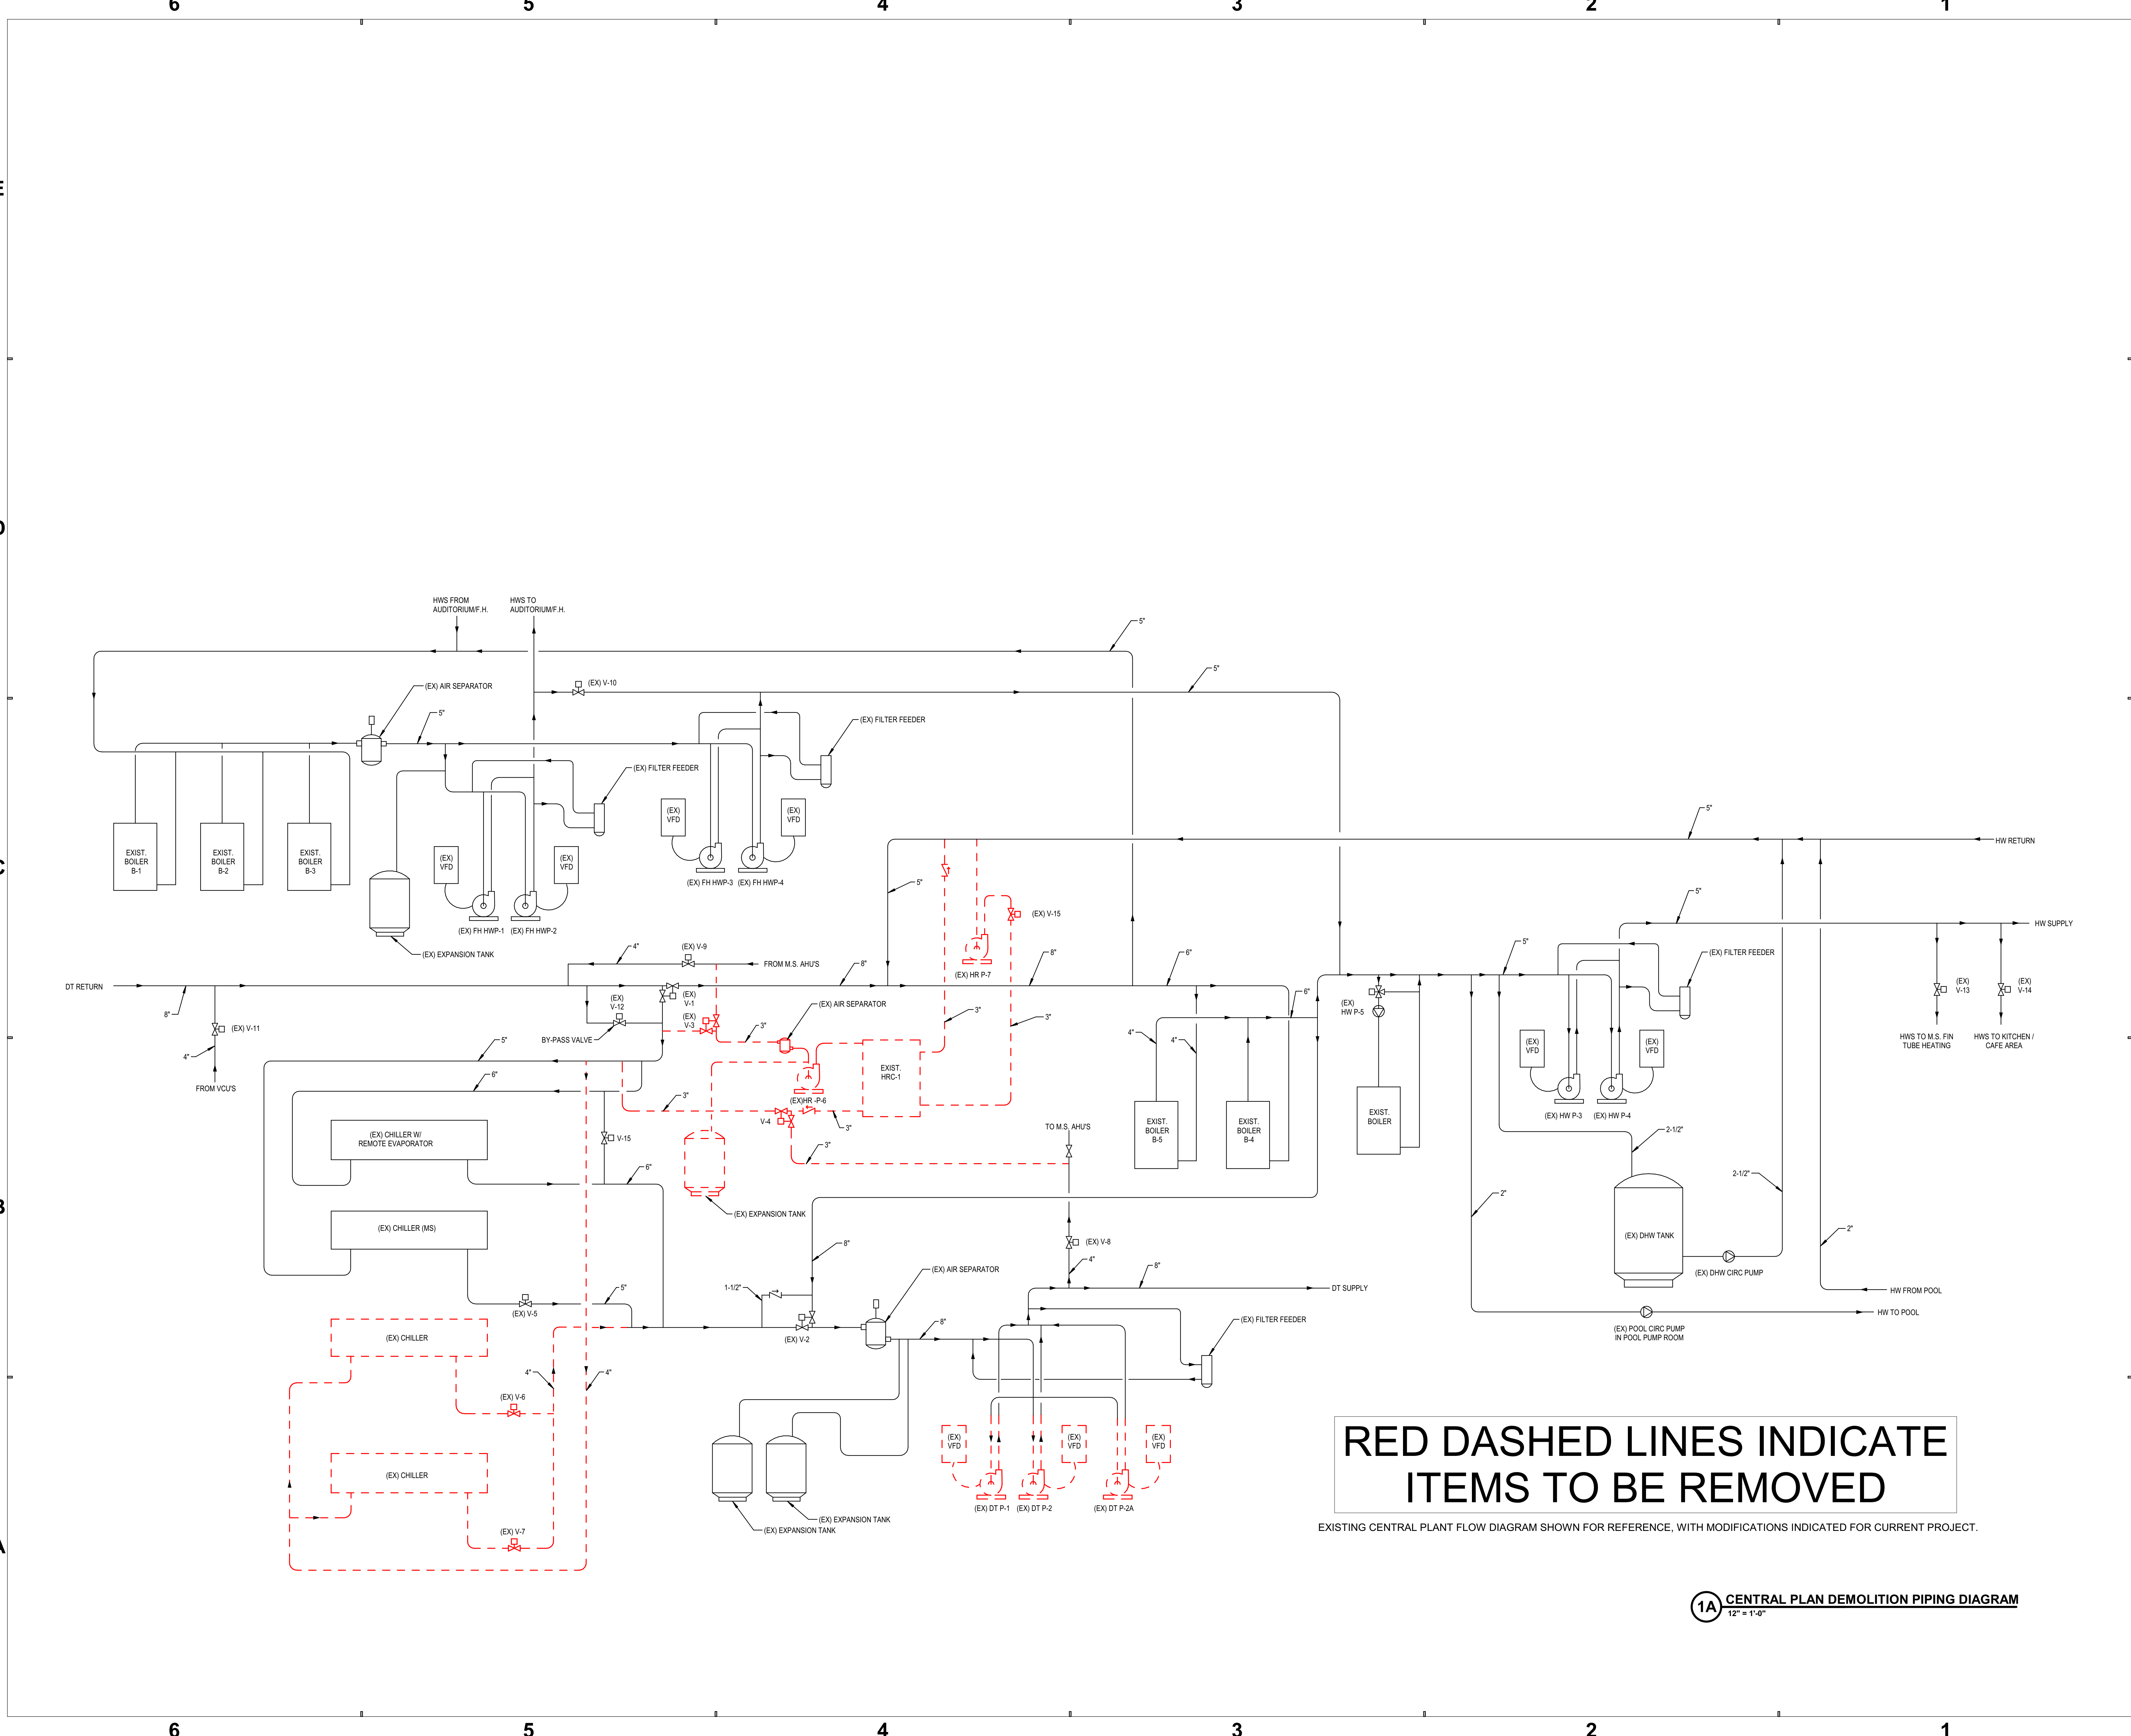 6
5
4
3
2
1
E
D
C
B
A
HWS FROM
AUDITORIUM/F.H.
HWS TO
AUDITORIUM/F.H.
5"
5"
(EX) V-10
(EX) AIR SEPARATOR
5"
(EX) FILTER FEEDER
(EX) FILTER FEEDER
(EX)
VFD
(EX)
VFD
EXIST.
BOILER
B-1
EXIST.
BOILER
B-2
EXIST.
BOILER
B-3
(EX)
VFD
(EX)
VFD
(EX) FH HWP-3
(EX) FH HWP-4
(EX) FH HWP-1
(EX) FH HWP-2
(EX) EXPANSION TANK
5"
HW RETURN
5"
5"
HW SUPPLY
(EX) V-15
(EX) HR P-7
4"
(EX) V-9
FROM M.S. AHU'S
8"
8"
6"
5"
(EX) FILTER FEEDER
DT RETURN
8"
(EX) V-11
4"
FROM VCU'S
(EX)
V-12
(EX)
V-1
(EX)
V-3
BY-PASS VALVE
(EX) AIR SEPARATOR
3"
3"
3"
6"
4"
4"
(EX)
HW P-5
(EX)
V-13
(EX)
V-14
HWS TO M.S. FIN
TUBE HEATING
HWS TO KITCHEN /
CAFE AREA
5"
6"
3"
EXIST.
HRC-1
(EX)HR -P-6
V-4
3"
3"
(EX)
VFD
(EX)
VFD
(EX) HW P-3
(EX) HW P-4
EXIST.
BOILER
B-5
EXIST.
BOILER
B-4
EXIST.
BOILER
TO M.S. AHU'S
(EX) CHILLER W/
REMOTE EVAPORATOR
V-15
6"
2-1/2"
2-1/2"
2"
2"
(EX) EXPANSION TANK
(EX) CHILLER (MS)
(EX) DHW TANK
(EX) DHW CIRC PUMP
8"
(EX) V-8
4"
8"
DT SUPPLY
1-1/2"
(EX) AIR SEPARATOR
5"
(EX) V-5
HW FROM POOL
HW TO POOL
(EX) POOL CIRC PUMP
IN POOL PUMP ROOM
(EX) CHILLER
(EX) V-2
8"
(EX) FILTER FEEDER
4"
4"
(EX) V-6
(EX)
VFD
(EX)
VFD
(EX)
VFD
(EX) CHILLER
(EX) V-7
(EX) DT P-1
(EX) DT P-2
(EX) DT P-2A
(EX) EXPANSION TANK
(EX) EXPANSION TANK
RED DASHED LINES INDICATE
ITEMS TO BE REMOVED
EXISTING CENTRAL PLANT FLOW DIAGRAM SHOWN FOR REFERENCE, WITH MODIFICATIONS INDICATED FOR CURRENT PROJECT.
1A
CENTRAL PLAN DEMOLITION PIPING DIAGRAM
12" = 1'-0"
6
5
4
3
2
1